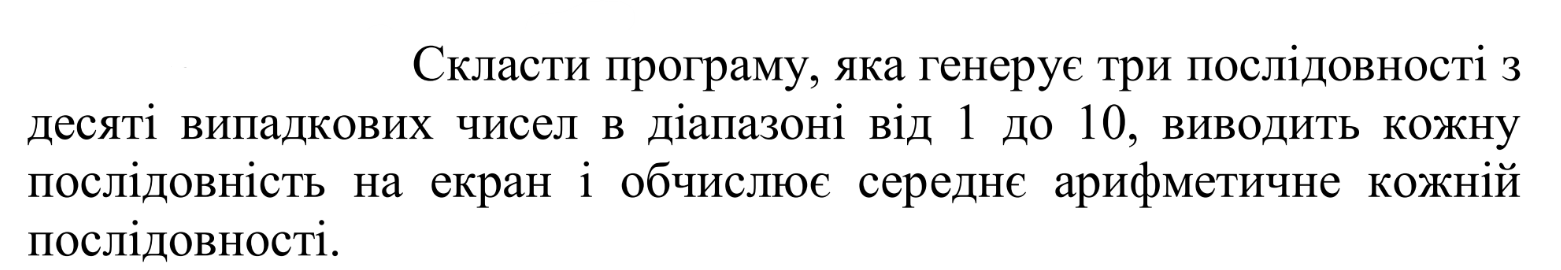 Скласти програму, яка генерує три послідовності з
десяті випадкових чисел в діапазоні від 1 до 10, виводить кожну
послідовність на екран і обчислює середнє арифметичне кожній
послідовності.